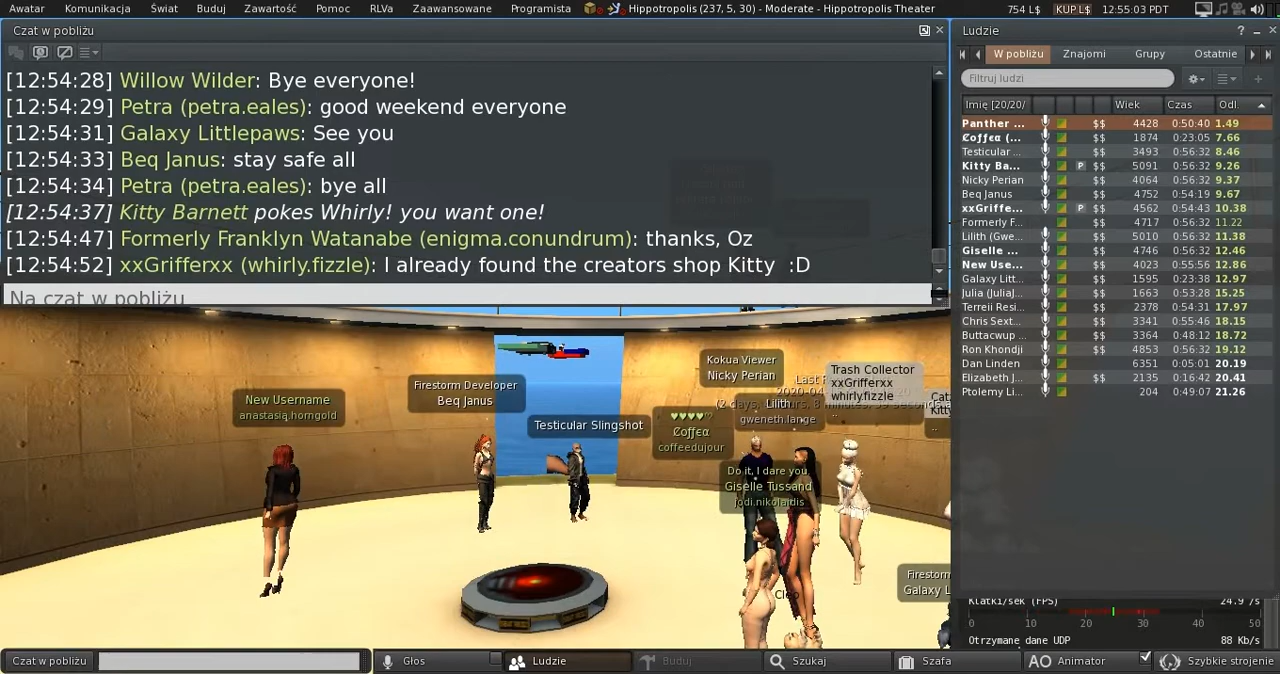 Awatar Komunikacja Świat Buduj Zawartość Pomoc RLVa Zaawansowane Programista Hippotropolis (237, 5, 30) - Moderate - Hippotropolis Theater 754 L$ KUP L$ 12:55:03 PDT
Czat w pobliżu
[12:54:28] Willow Wilder: Bye everyone!
[12:54:29] Petra (petra.eales): good weekend everyone
[12:54:31] Galaxy Littlepaws: See you
[12:54:33] Beq Janus: stay safe all
[12:54:34] Petra (petra.eales): bye all
[12:54:37] Kitty Barnett pokes Whirly! you want one!
[12:54:47] Formerly Franklyn Watanabe (enigma.conundrum): thanks, Oz
[12:54:52] xxGrifferxx (whirly.fizzle): I already found the creators shop Kitty :D
Na czat w pobliżu
New Username
anastasia.horngold
Firestorm Developer
Beq Janus
Testicular Slingshot
Kokua Viewer
Nicky Perian
Trash Collector
xxGrifferxx
whirly.fizzle
♥♥♥♥
Coffea
coffeedujour
Lilith
gweneth.lange
Do it, I dare you.
Giselle Tussand
jodi.nikolaidis
Firestorm
Galaxy L
Ludzie
W pobliżu Znajomi Grupy Ostatnie
Filtruj ludzi
Imię [20/20/ Wiek Czas Odl.
Panther ... $$ 4428 0:50:40 1.49
₡oƒƒєα (... $$ 1874 0:23:05 7.66
Testicular ... $$ 3493 0:56:32 8.46
Kitty Ba... P $$ 5091 0:56:32 9.26
Nicky Perian $$ 4064 0:56:32 9.37
Beq Janus $$ 4752 0:54:19 9.67
xxGriffe... P $$ 4562 0:54:43 10.38
Formerly F... $$ 4717 0:56:32 11.22
Lilith (Gwe... $$ 5010 0:56:32 11.38
Giselle ... $$ 4746 0:56:32 12.46
New Use... $$ 4023 0:55:56 12.86
Galaxy Litt... $$ 1595 0:23:38 12.97
Julia (JuliaJ... $$ 1663 0:53:28 15.25
Terreii Resi... $$ 2378 0:54:31 17.97
Chris Sext... $$ 3341 0:55:46 18.15
Buttacwup ... $$ 3364 0:48:12 18.72
Ron Khondji $$ 4853 0:56:32 19.12
Dan Linden 6351 0:05:01 20.19
Elizabeth J... $$ 2135 0:16:42 20.41
Ptolemy Li... 204 0:49:07 21.26
Klatki/sek (FPS) 24.9 /s
0 10 20 30 40 50
Otrzymane dane UDP 88 Kb/s
Czat w pobliżu Głos Ludzie Buduj Szukaj Szafa AO Animator Szybkie strojenie